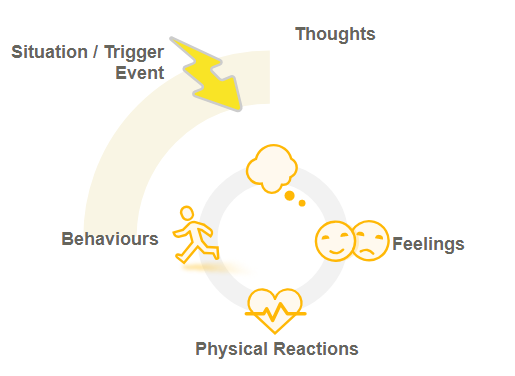 Thoughts
Situation / Trigger
Event
Behaviours
Feelings
Physical Reactions